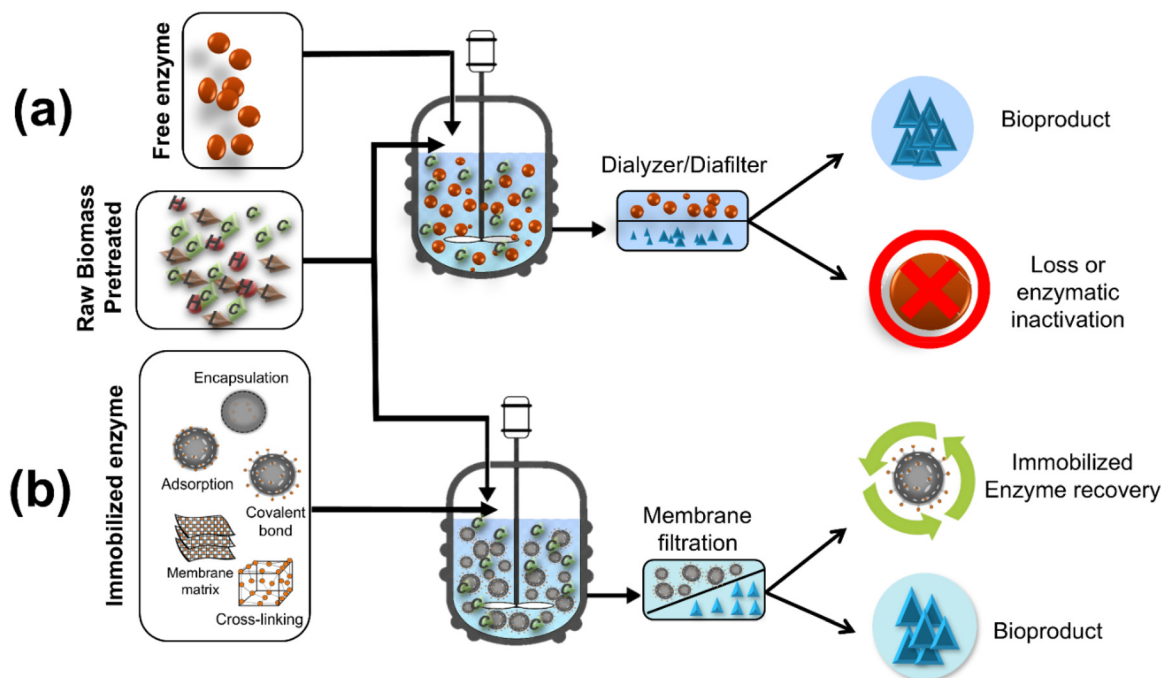 (a)
Free enzyme
Raw Biomass
Pretreated
H
L
C
Dialyzer/Diafilter
Bioproduct
Loss or
enzymatic
inactivation
(b)
Immobilized enzyme
Encapsulation
Adsorption
Covalent
bond
Membrane
matrix
Cross-linking
Membrane
filtration
Immobilized
Enzyme recovery
Bioproduct